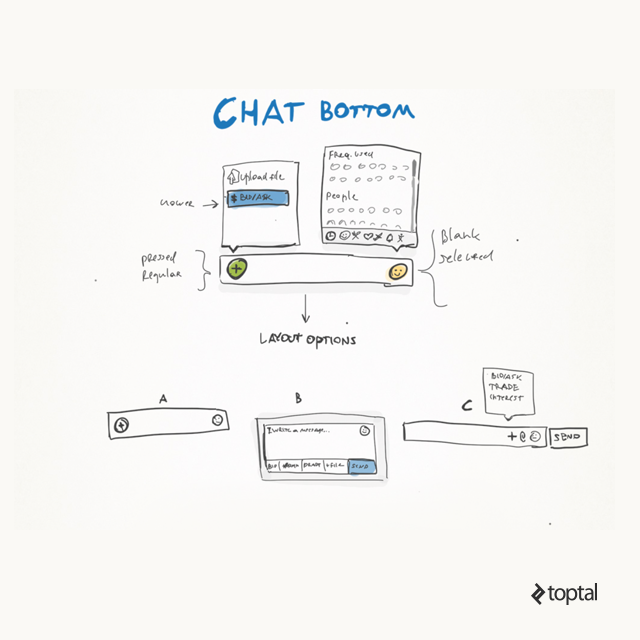 CHAT BOTTOM
Upload file
$ BID/ASK
Freq. used
People
HOVER
pressed
Regular
Blank
selected
LAYOUT OPTIONS
A
B
C
WRITE A MESSAGE...
SEND
BID/ASK
TRADE
INTEREST
+ @
SEND
toptal